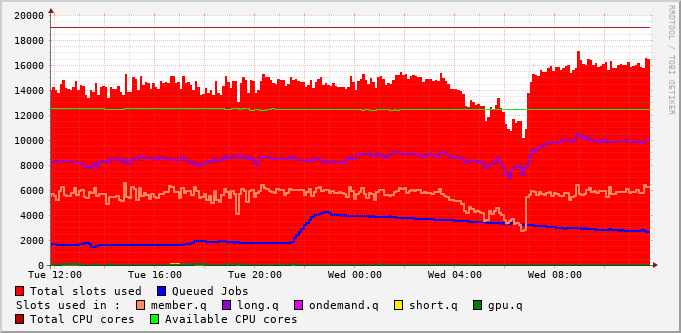 20000
18000
16000
14000
12000
10000
8000
6000
4000
2000
0
Tue 12:00 Tue 16:00 Tue 20:00 Wed 00:00 Wed 04:00 Wed 08:00
Total slots used Queued Jobs
Slots used in : member.q long.q ondemand.q short.q gpu.q
Total CPU cores Available CPU cores
RRDTOOL / TOBI OETIKER